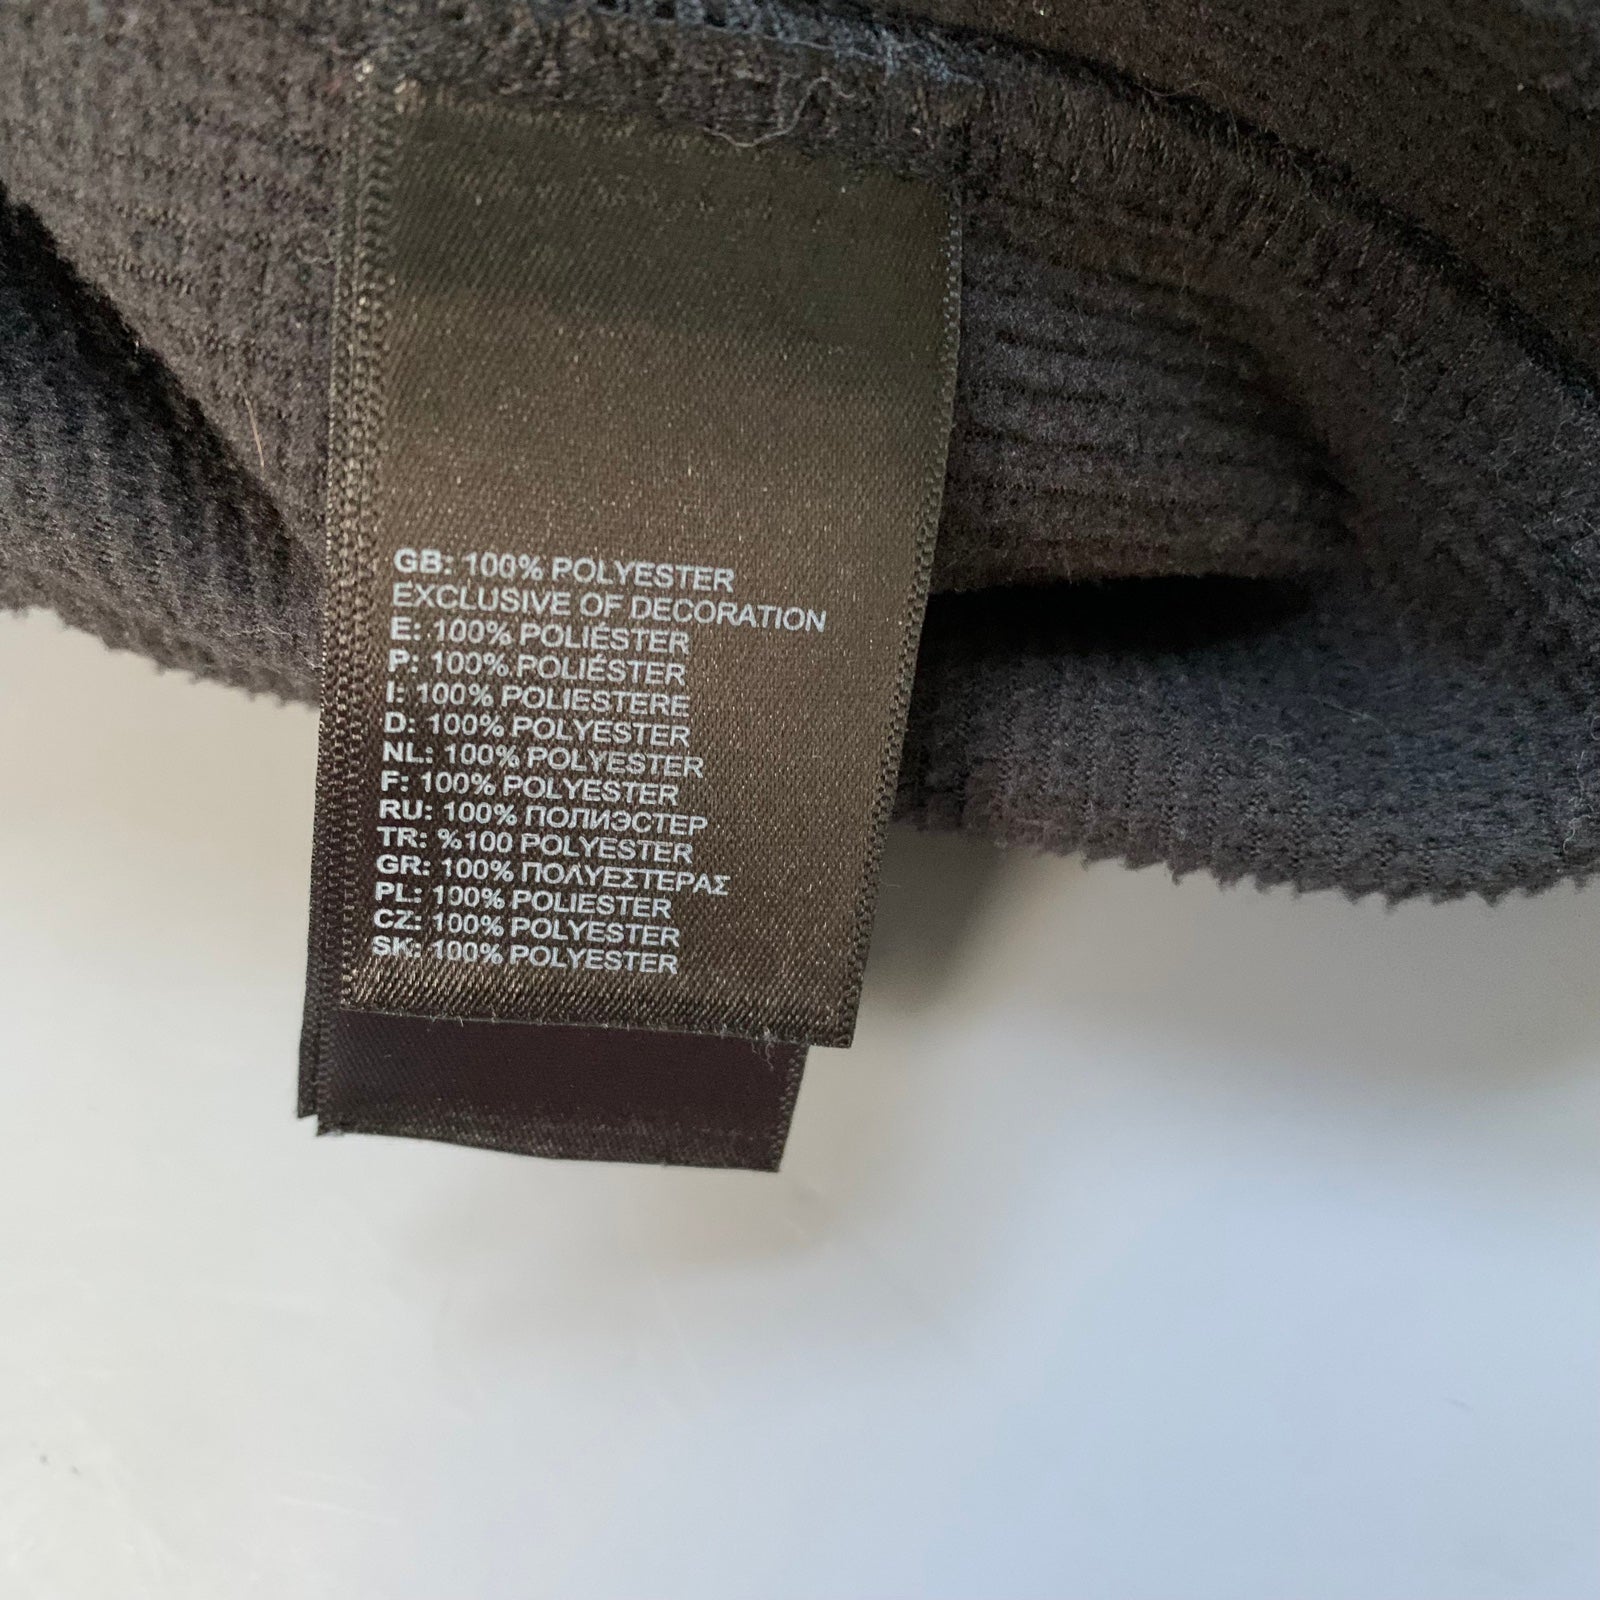 GB: 100% POLYESTER
EXCLUSIVE OF DECORATION
E: 100% POLIÉSTER
P: 100% POLIÉSTER
I: 100% POLIESTERE
D: 100% POLYESTER
NL: 100% POLYESTER
F: 100% POLYESTER
RU: 100% ПОЛИЭСТЕР
TR: %100 POLYESTER
GR: 100% ΠΟΛΥΕΣΤΕΡΑΣ
PL: 100% POLIESTER
CZ: 100% POLYESTER
SK: 100% POLYESTER